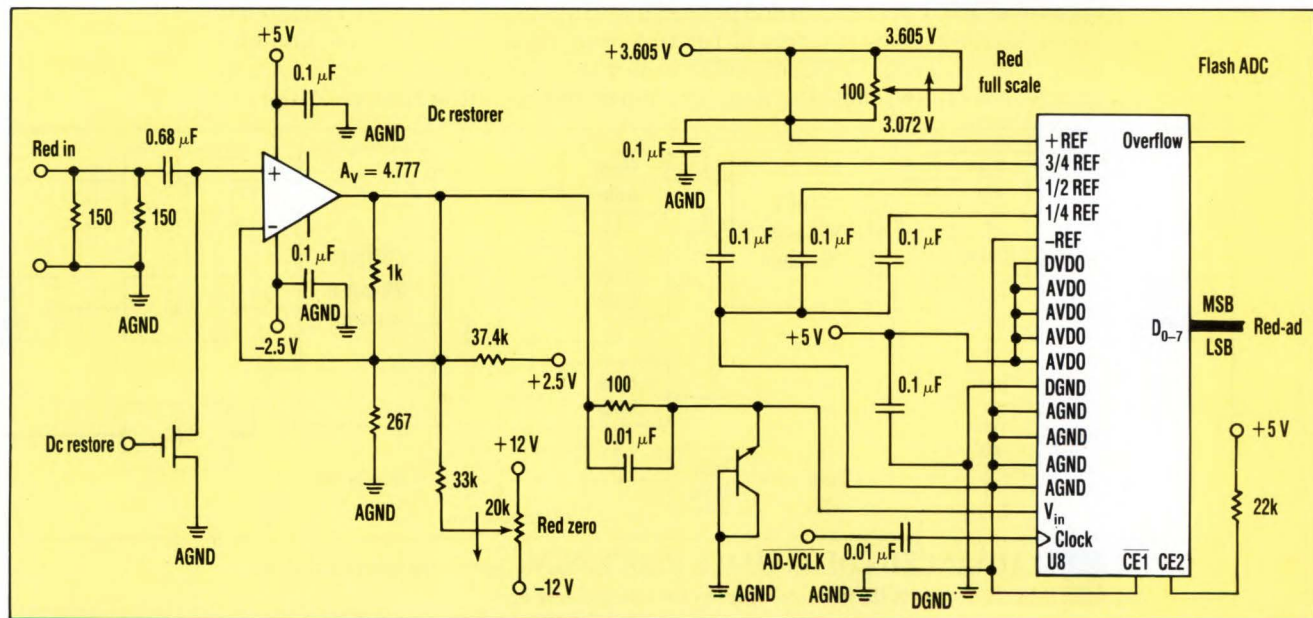 +5 V
0.1 μF
AGND
Dc restorer
Red in
0.68 μF
150
150
AGND
+
−
A_V = 4.777
0.1 μF
AGND
−2.5 V
1k
37.4k
+2.5 V
267
AGND
Dc restore
AGND
33k
+12 V
20k
Red zero
−12 V
100
0.01 μF
+3.605 V
3.605 V
100
Red
full scale
3.072 V
0.1 μF
AGND
0.1 μF
0.1 μF
0.1 μF
+5 V
0.1 μF
AD-VCLK
0.01 μF
AGND
AGND
DGND
Flash ADC
+ REF
3/4 REF
1/2 REF
1/4 REF
−REF
DVDO
AVDO
AVDO
AVDO
AVDO
DGND
AGND
AGND
AGND
AGND
V_in
Clock
U8
CE1
CE2
Overflow
D_0–7
MSB
LSB
Red-ad
+5 V
22k